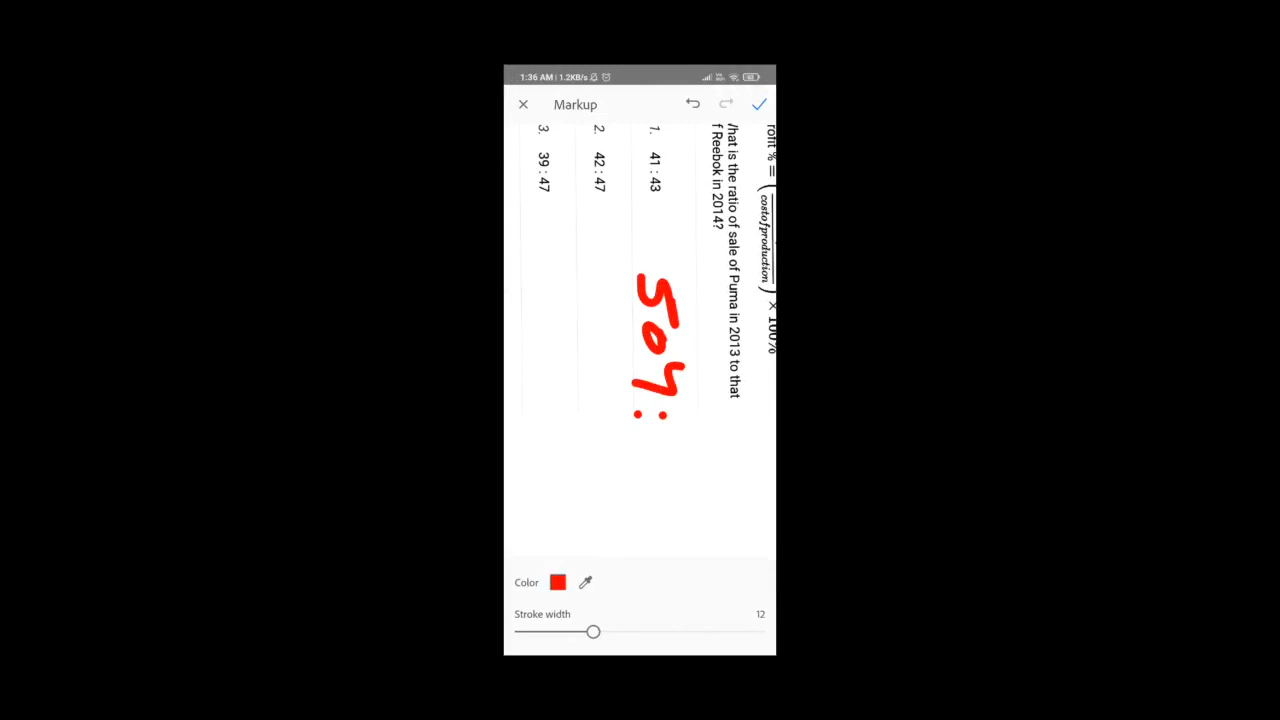 1:36 AM | 1.2KB/s
Markup
rofit % = (costofproduction) × 100%
hat is the ratio of sale of Puma in 2013 to that
f Reebok in 2014?
1. 41 : 43
2. 42 : 47
3. 39 : 47
504 :
Color
Stroke width 12